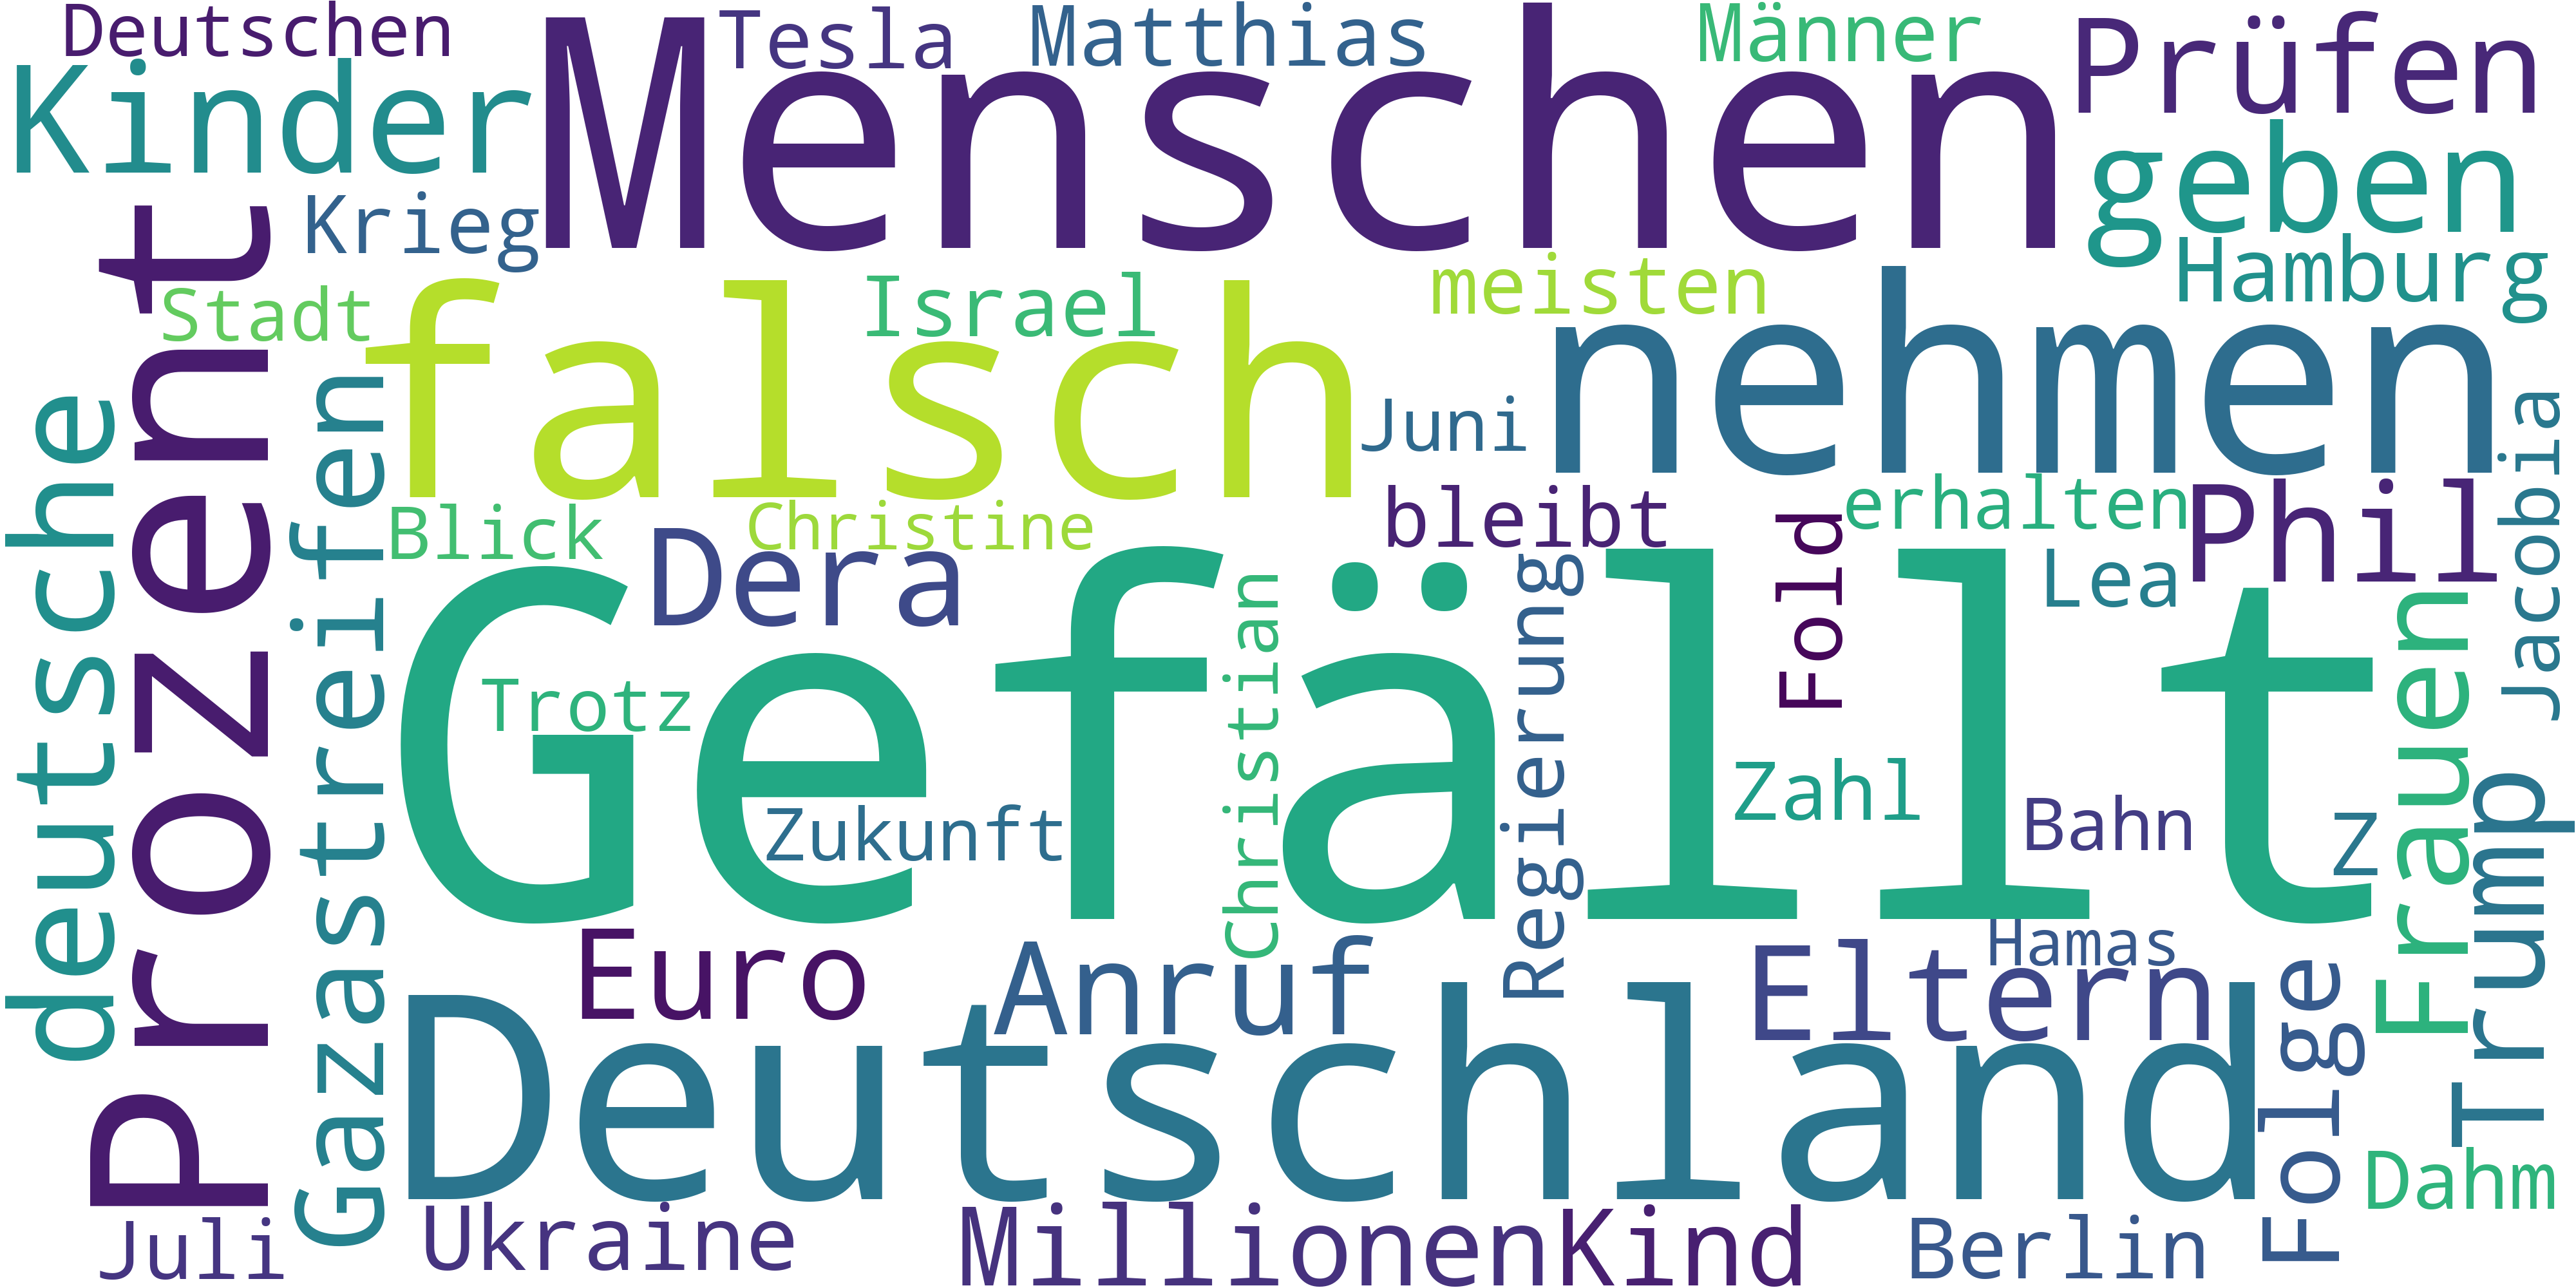 Deutschen
Tesla
Matthias
Männer
Prüfen
Kinder
Menschen
geben
Krieg
Hamburg
Stadt
falsch
Israel
meisten
nehmen
Prozent
deutsche
Gazastreifen
Juni
Jacobia
Blick
Christine
bleibt
erhalten
Phil
Dera
Fold
Lea
Gefällt
Trotz
Christian
Regierung
Zukunft
Zahl
Bahn
Z
Frauen
Trump
Euro
Anruf
Eltern
Hamas
Folge
Deutschland
Dahm
Juli
Ukraine
Millionen
Kind
Berlin